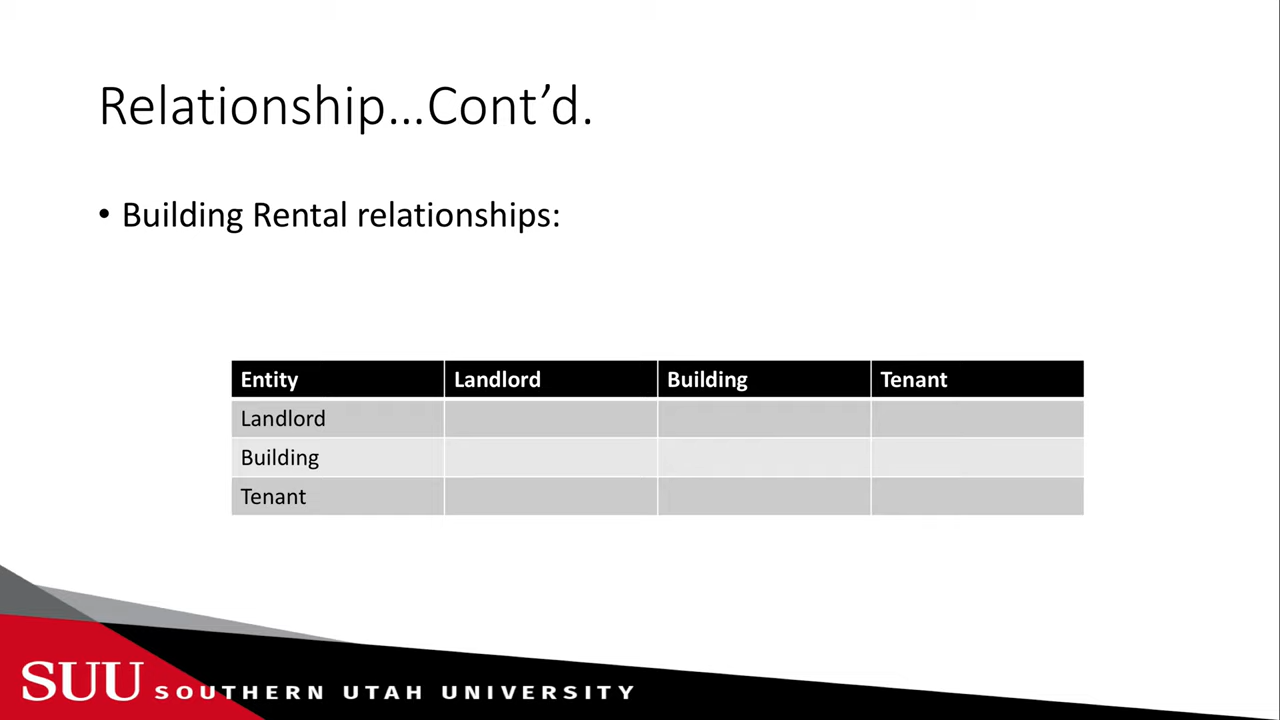 Relationship...Cont’d.
• Building Rental relationships:
Entity Landlord Building Tenant
Landlord
Building
Tenant
SUU SOUTHERN UTAH UNIVERSITY